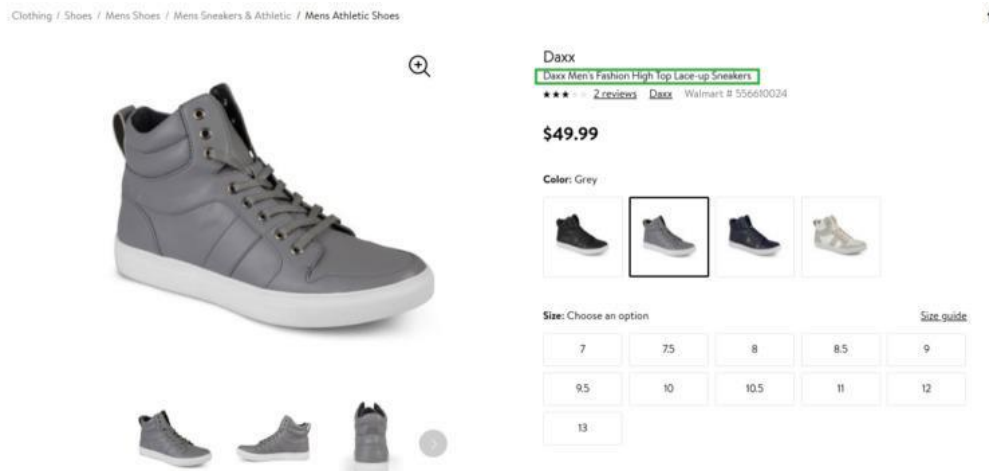 Clothing / Shoes / Mens Shoes / Mens Sneakers & Athletic / Mens Athletic Shoes
Daxx
Daxx Men's Fashion High Top Lace-up Sneakers
2 reviews Daxx Walmart # 556610024
$49.99
Color: Grey
Size: Choose an option Size guide
7 7.5 8 8.5 9
9.5 10 10.5 11 12
13